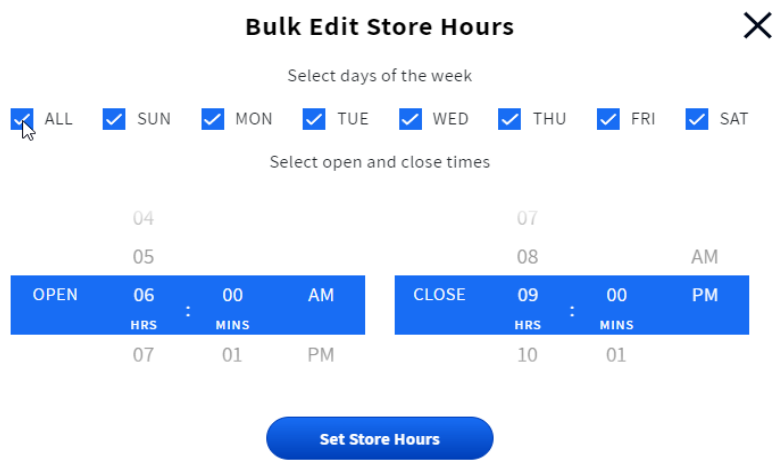 Bulk Edit Store Hours
Select days of the week
ALL SUN MON TUE WED THU FRI SAT
Select open and close times
04 07
05 08 AM
OPEN 06 : 00 AM CLOSE 09 : 00 PM
HRS MINS HRS MINS
07 01 PM 10 01
Set Store Hours